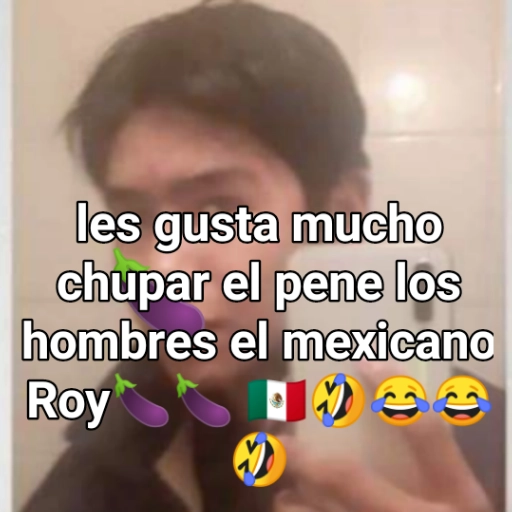 les gusta mucho
chupar el pene los
hombres el mexicano
Roy🍆🍆 🇲🇽🤣😂😂
🤣